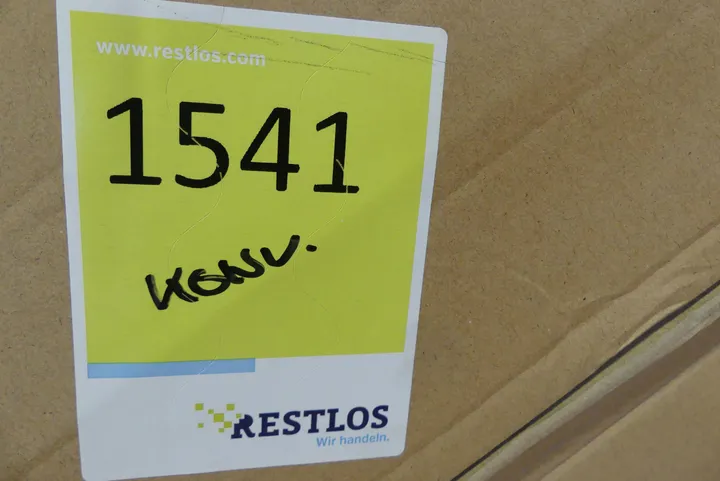 www.restlos.com
1541
KONV.
RESTLOS
Wir handeln.